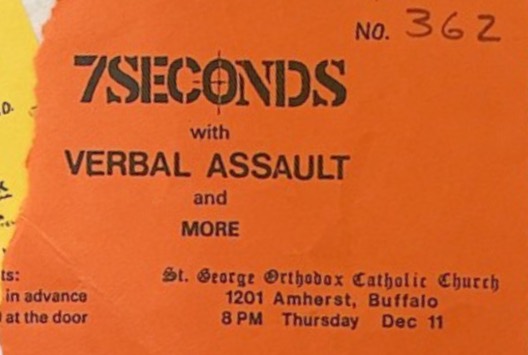 NO. 362
7SECONDS
with
VERBAL ASSAULT
and
MORE
ts:
in advance
at the door
St. George Orthodox Catholic Church
1201 Amherst, Buffalo
8 PM Thursday Dec 11